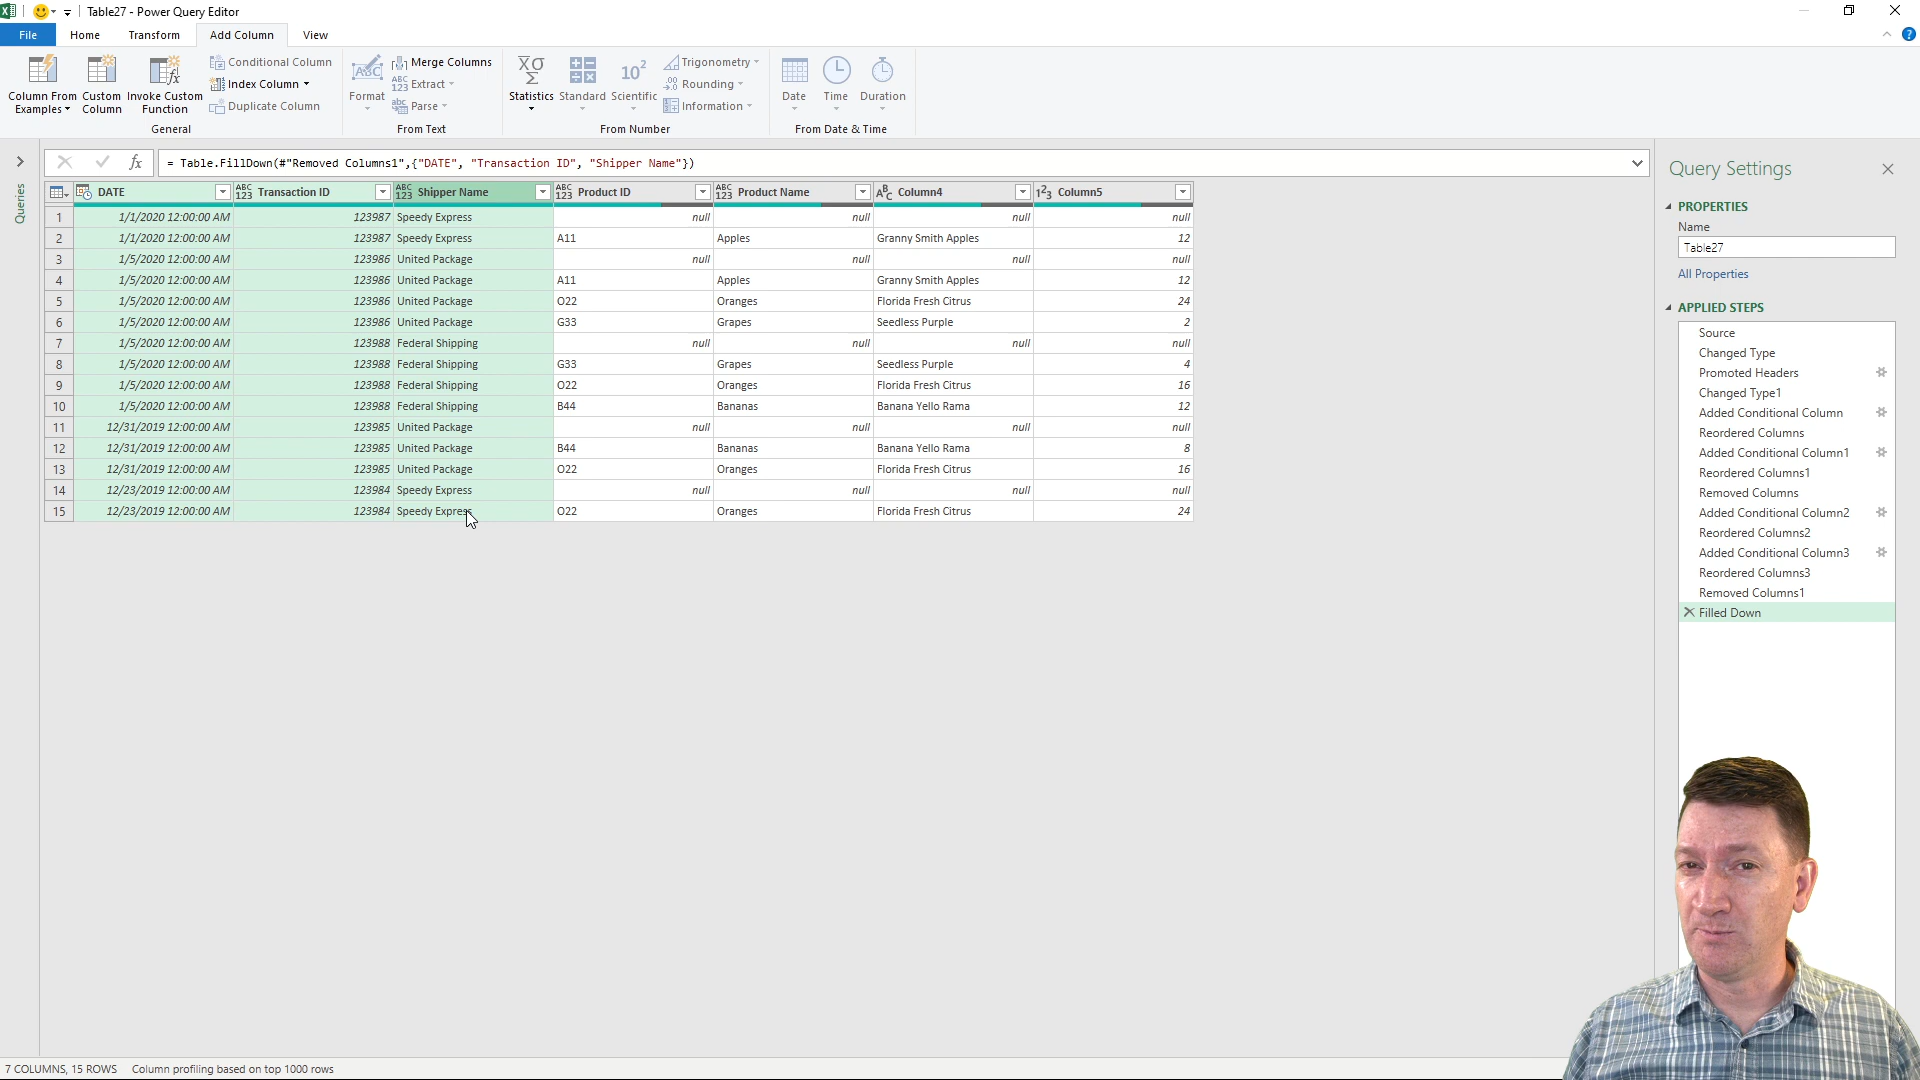 Table27 - Power Query Editor
File Home Transform Add Column View
Column From Examples
Custom Column
Invoke Custom Function
Conditional Column
Index Column
Duplicate Column
General
Format
Merge Columns
Extract
Parse
From Text
Statistics
Standard
Scientific
Trigonometry
Rounding
Information
From Number
Date
Time
Duration
From Date & Time
Queries
= Table.FillDown(#"Removed Columns1",{"DATE", "Transaction ID", "Shipper Name"})
DATE Transaction ID Shipper Name Product ID Product Name Column4 Column5
1 1/1/2020 12:00:00 AM 123987 Speedy Express null null null null
2 1/1/2020 12:00:00 AM 123987 Speedy Express A11 Apples Granny Smith Apples 12
3 1/5/2020 12:00:00 AM 123986 United Package null null null null
4 1/5/2020 12:00:00 AM 123986 United Package A11 Apples Granny Smith Apples 12
5 1/5/2020 12:00:00 AM 123986 United Package O22 Oranges Florida Fresh Citrus 24
6 1/5/2020 12:00:00 AM 123986 United Package G33 Grapes Seedless Purple 2
7 1/5/2020 12:00:00 AM 123988 Federal Shipping null null null null
8 1/5/2020 12:00:00 AM 123988 Federal Shipping G33 Grapes Seedless Purple 4
9 1/5/2020 12:00:00 AM 123988 Federal Shipping O22 Oranges Florida Fresh Citrus 16
10 1/5/2020 12:00:00 AM 123988 Federal Shipping B44 Bananas Banana Yello Rama 12
11 12/31/2019 12:00:00 AM 123985 United Package null null null null
12 12/31/2019 12:00:00 AM 123985 United Package B44 Bananas Banana Yello Rama 8
13 12/31/2019 12:00:00 AM 123985 United Package O22 Oranges Florida Fresh Citrus 16
14 12/23/2019 12:00:00 AM 123984 Speedy Express null null null null
15 12/23/2019 12:00:00 AM 123984 Speedy Express O22 Oranges Florida Fresh Citrus 24
Query Settings
PROPERTIES
Name
Table27
All Properties
APPLIED STEPS
Source
Changed Type
Promoted Headers
Changed Type1
Added Conditional Column
Reordered Columns
Added Conditional Column1
Reordered Columns1
Removed Columns
Added Conditional Column2
Reordered Columns2
Added Conditional Column3
Reordered Columns3
Removed Columns1
Filled Down
7 COLUMNS, 15 ROWS Column profiling based on top 1000 rows